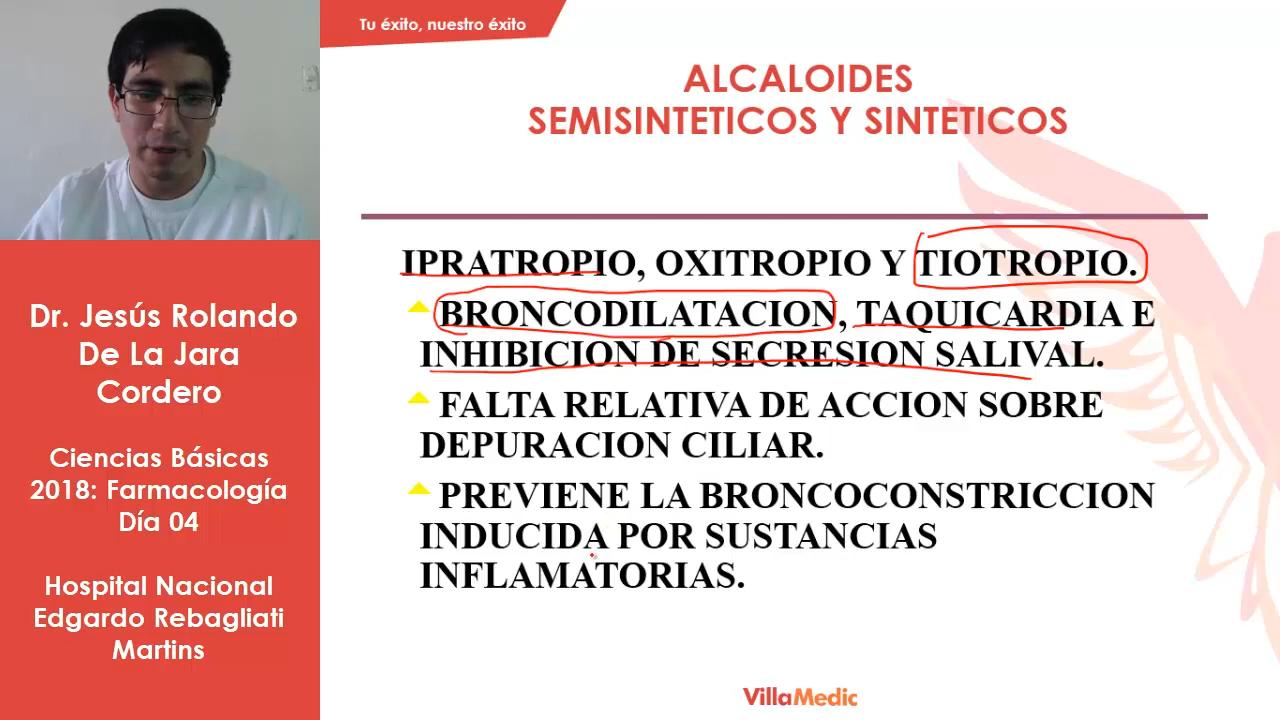 Tu éxito, nuestro éxito
ALCALOIDES
SEMISINTETICOS Y SINTETICOS
IPRATROPIO, OXITROPIO Y TIOTROPIO.
BRONCODILATACION, TAQUICARDIA E
INHIBICION DE SECRESION SALIVAL.
FALTA RELATIVA DE ACCION SOBRE
DEPURACION CILIAR.
PREVIENE LA BRONCOCONSTRICCION
INDUCIDA POR SUSTANCIAS
INFLAMATORIAS.
Dr. Jesús Rolando
De La Jara
Cordero
Ciencias Básicas
2018: Farmacología
Día 04
Hospital Nacional
Edgardo Rebagliati
Martins
VillaMedic